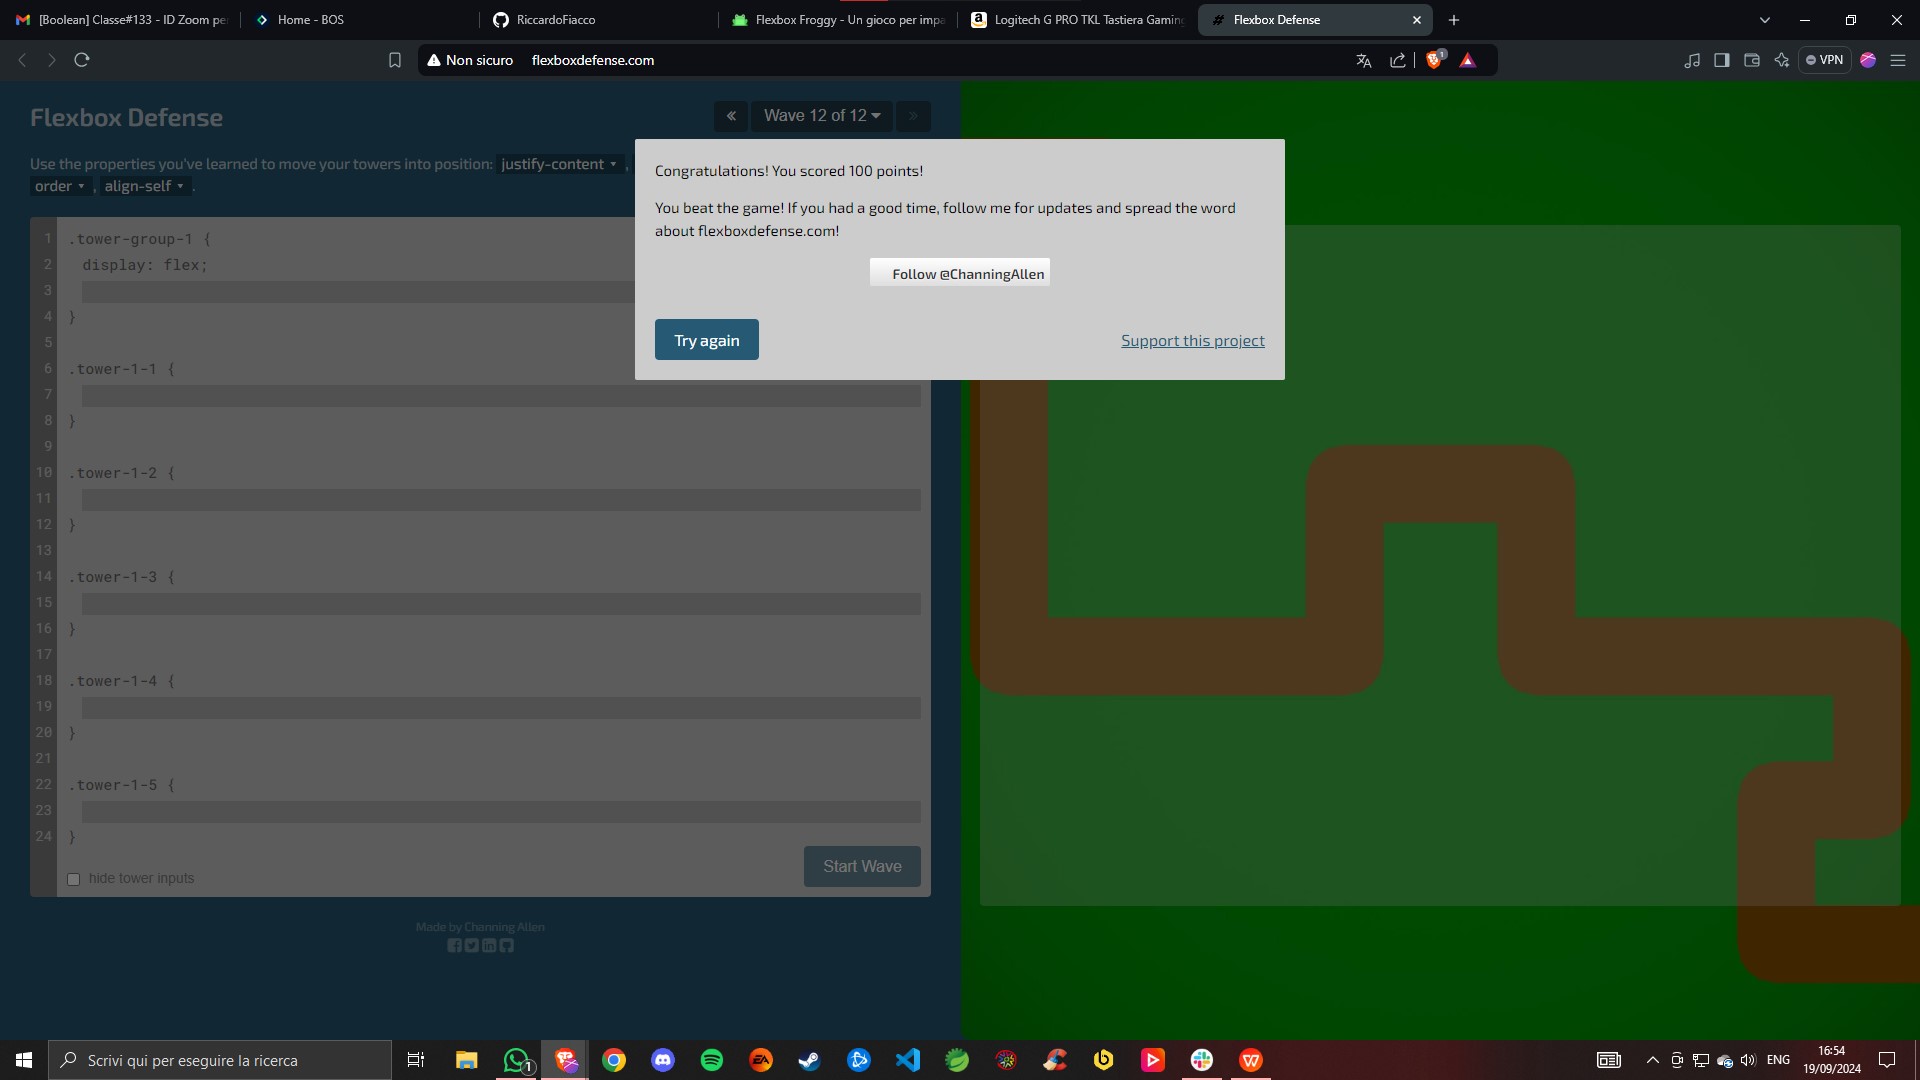 [Boolean] Classe#133 - ID Zoom pe
Home - BOS
RiccardoFiacco
Flexbox Froggy - Un gioco per impa
Logitech G PRO TKL Tastiera Gaming
Flexbox Defense
Non sicuro
flexboxdefense.com
1
VPN
Flexbox Defense
« Wave 12 of 12 »
Use the properties you've learned to move your towers into position: justify-content ,
order , align-self .
Congratulations! You scored 100 points!
You beat the game! If you had a good time, follow me for updates and spread the word
about flexboxdefense.com!
Follow @ChanningAllen
Try again
Support this project
1 .tower-group-1 {
2 display: flex;
3
4 }
5
6 .tower-1-1 {
7
8 }
9
10 .tower-1-2 {
11
12 }
13
14 .tower-1-3 {
15
16 }
17
18 .tower-1-4 {
19
20 }
21
22 .tower-1-5 {
23
24 }
Start Wave
hide tower inputs
Made by Channing Allen
Scrivi qui per eseguire la ricerca
1
EA
ENG
16:54
19/09/2024